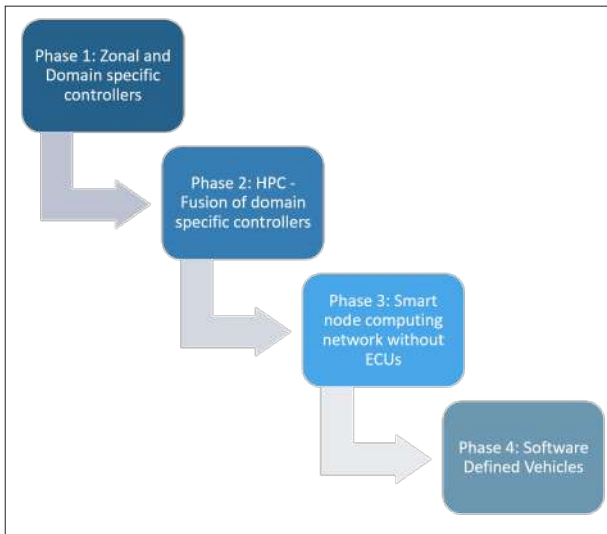 Phase 1: Zonal and
Domain specific
controllers
Phase 2: HPC -
Fusion of domain
specific controllers
Phase 3: Smart
node computing
network without
ECUs
Phase 4: Software
Defined Vehicles